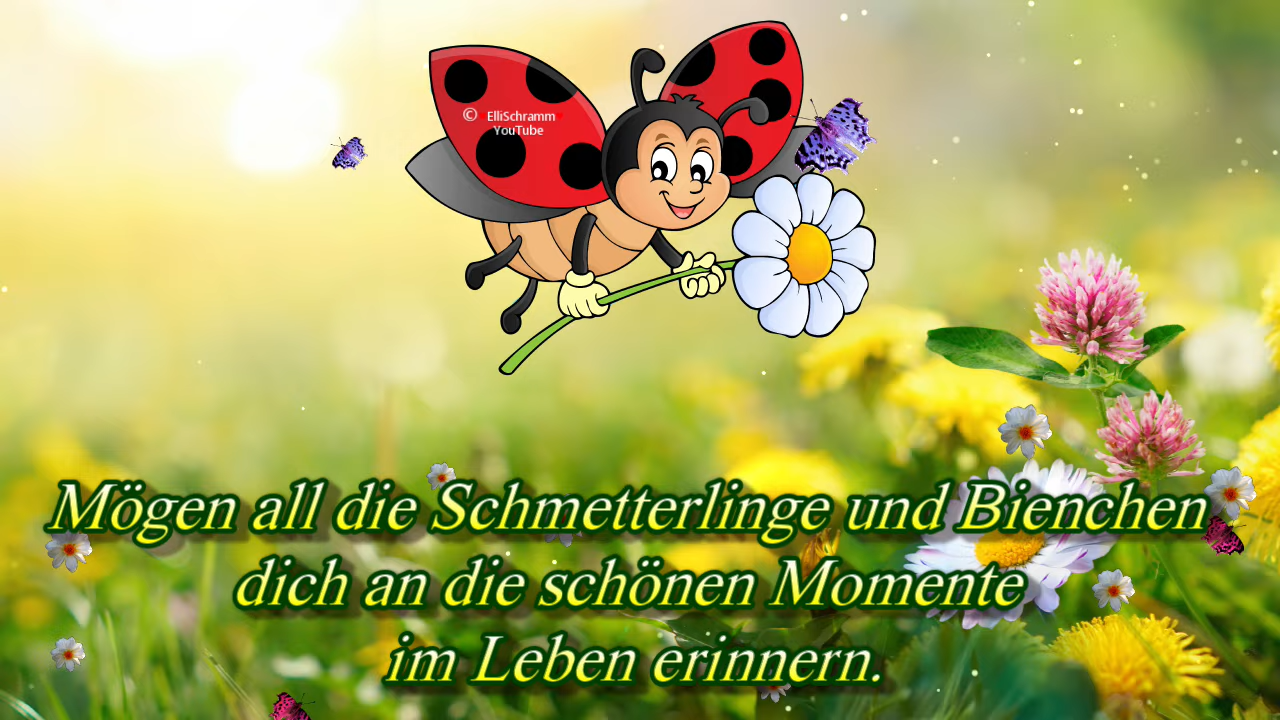 © ElliSchramm
YouTube
Mögen all die Schmetterlinge und Bienchen
dich an die schönen Momente
im Leben erinnern.